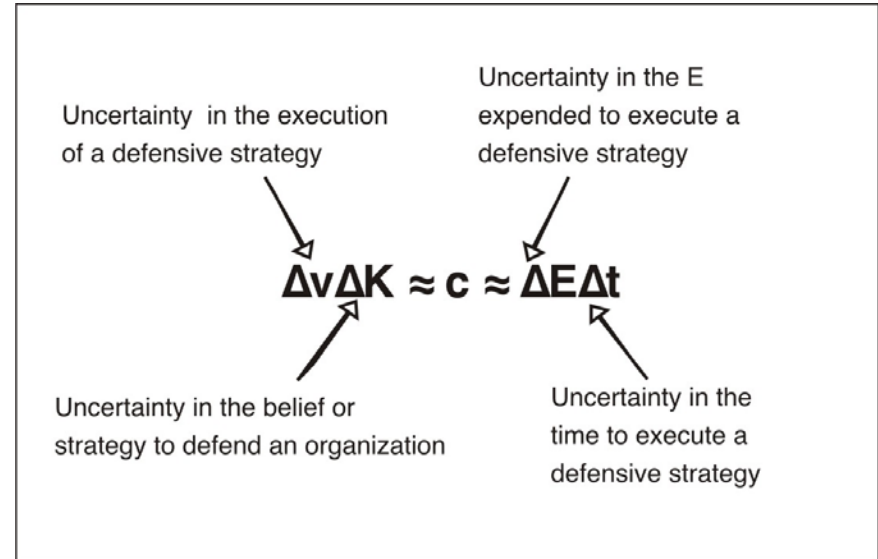 Uncertainty in the execution
of a defensive strategy
Uncertainty in the E
expended to execute a
defensive strategy
ΔvΔK ≈ c ≈ ΔEΔt
Uncertainty in the belief or
strategy to defend an organization
Uncertainty in the
time to execute a
defensive strategy